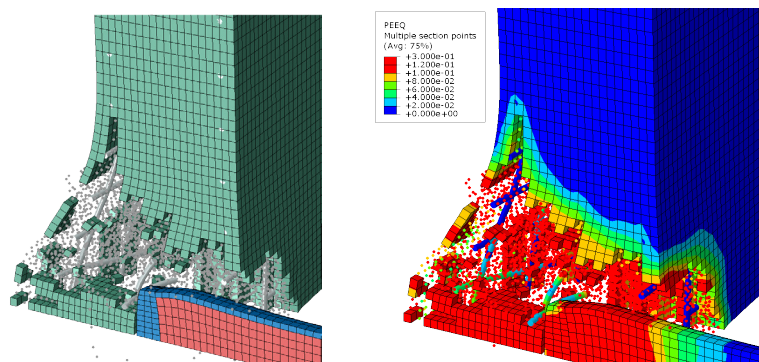 PEEQ
Multiple section points
(Avg: 75%)
+3.000e-01
+1.200e-01
+1.000e-01
+8.000e-02
+6.000e-02
+4.000e-02
+2.000e-02
+0.000e+00